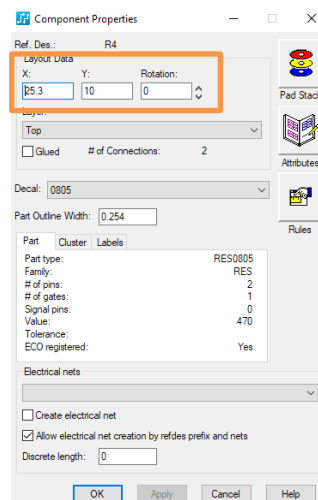 Component Properties
Ref. Des.: R4
Layout Data
X: Y: Rotation:
25.3 10 0
Layer:
Top
Glued # of Connections: 2
Decal: 0805
Part Outline Width: 0.254
Part Cluster Labels
Part type: RES0805
Family: RES
# of pins: 2
# of gates: 1
Signal pins: 0
Value: 470
Tolerance:
ECO registered: Yes
Electrical nets
Create electrical net
Allow electrical net creation by refdes prefix and nets
Discrete length: 0
OK Apply Cancel Help
Pad Stac
Attributes
Rules